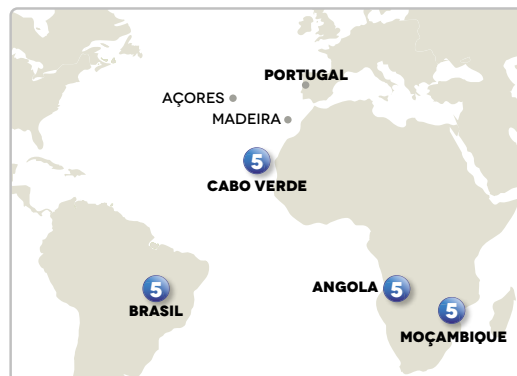 PORTUGAL
AÇORES
MADEIRA
5
CABO VERDE
5
BRASIL
ANGOLA
5
5
MOÇAMBIQUE